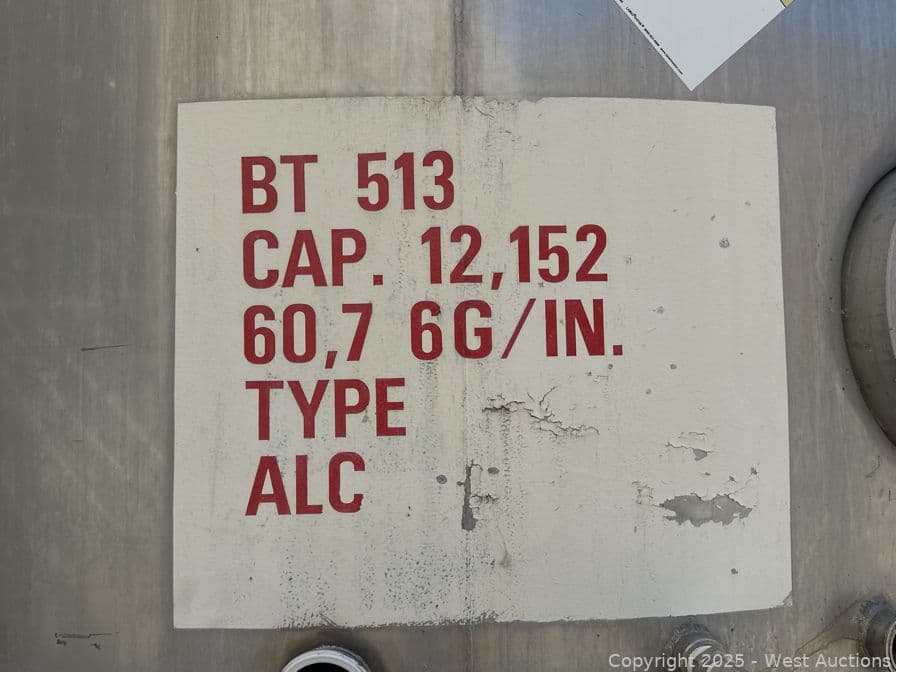 BT 513
CAP. 12,152
60,7 6G/IN.
TYPE
ALC
Copyright 2025 - West Auctions